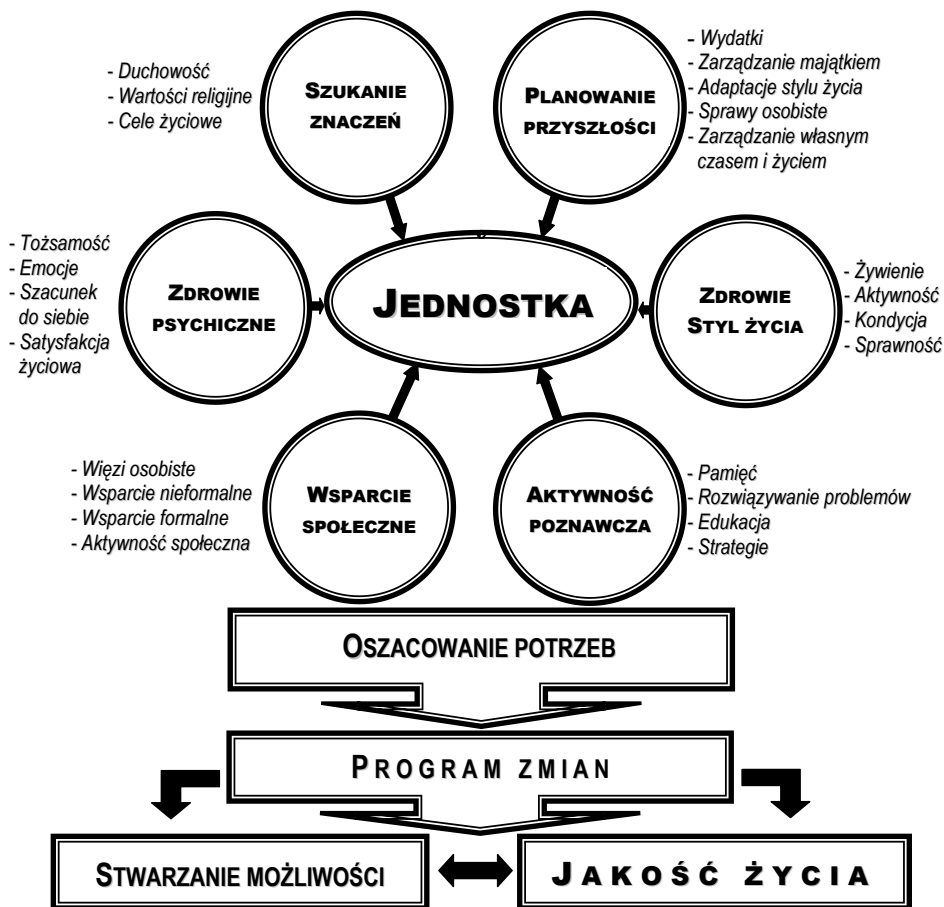 - Duchowość
- Wartości religijne
- Cele życiowe
SZUKANIE
ZNACZEŃ
PLANOWANIE
PRZYSZŁOŚCI
- Wydatki
- Zarządzanie majątkiem
- Adaptacje stylu życia
- Sprawy osobiste
- Zarządzanie własnym
czasem i życiem
- Tożsamość
- Emocje
- Szacunek
do siebie
- Satysfakcja
życiowa
ZDROWIE
PSYCHICZNE
JEDNOSTKA
ZDROWIE
STYL ŻYCIA
- Żywienie
- Aktywność
- Kondycja
- Sprawność
- Więzi osobiste
- Wsparcie nieformalne
- Wsparcie formalne
- Aktywność społeczna
WSPARCIE
SPOŁECZNE
AKTYWNOŚĆ
POZNAWCZA
- Pamięć
- Rozwiązywanie problemów
- Edukacja
- Strategie
OSZACOWANIE POTRZEB
PROGRAM ZMIAN
STWARZANIE MOŻLIWOŚCI
JAKOŚĆ ŻYCIA